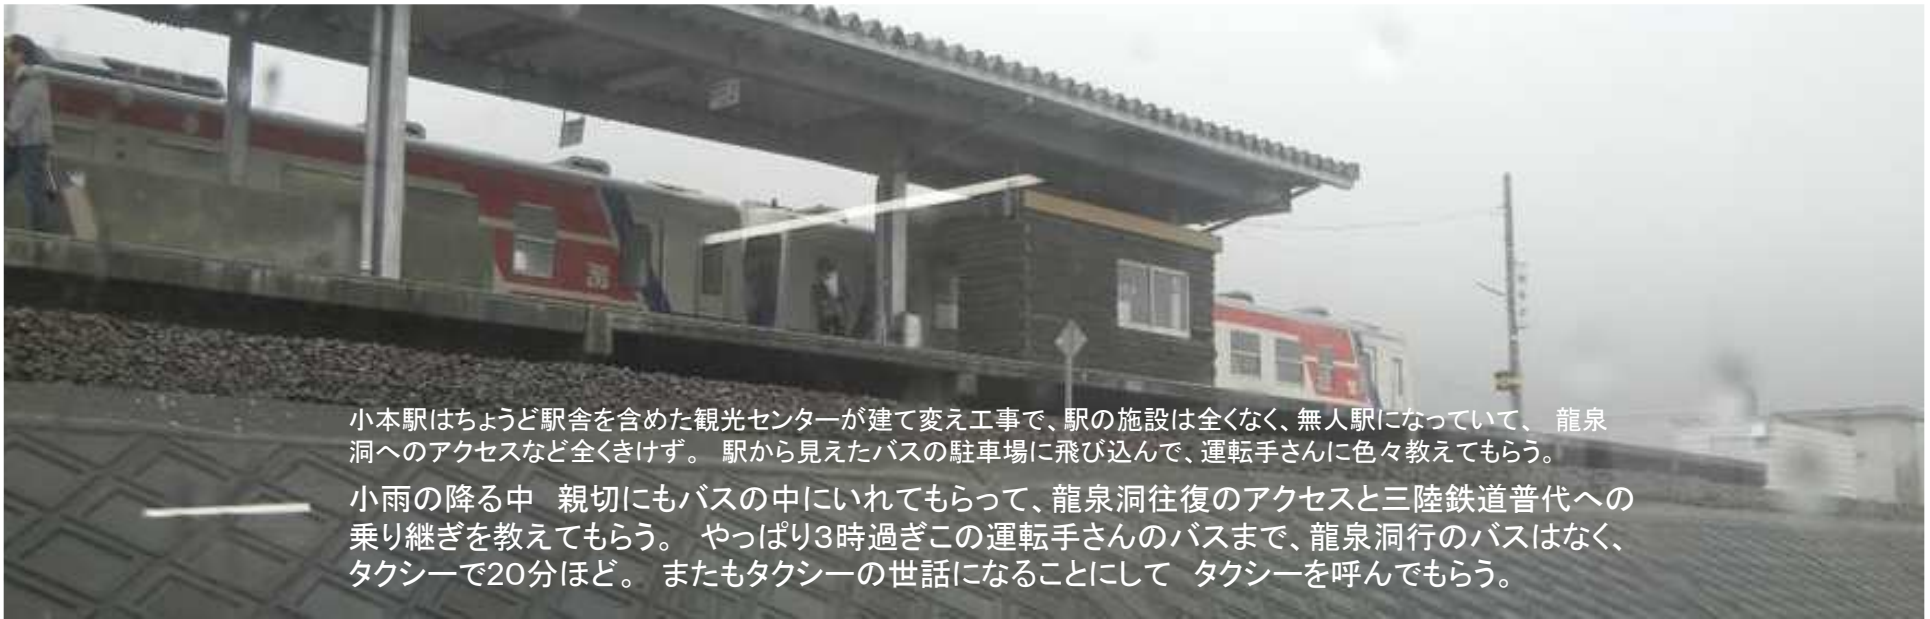 小本駅はちょうど駅舎を含めた観光センターが建て変え工事で、駅の施設は全くなく、無人駅になっていて、　龍泉
洞へのアクセスなど全くきけず。　駅から見えたバスの駐車場に飛び込んで、運転手さんに色々教えてもらう。
小雨の降る中　親切にもバスの中にいれてもらって、龍泉洞往復のアクセスと三陸鉄道普代への
乗り継ぎを教えてもらう。　やっぱり3時過ぎこの運転手さんのバスまで、龍泉洞行のバスはなく、
タクシーで20分ほど。　またもタクシーの世話になることにして　タクシーを呼んでもらう。